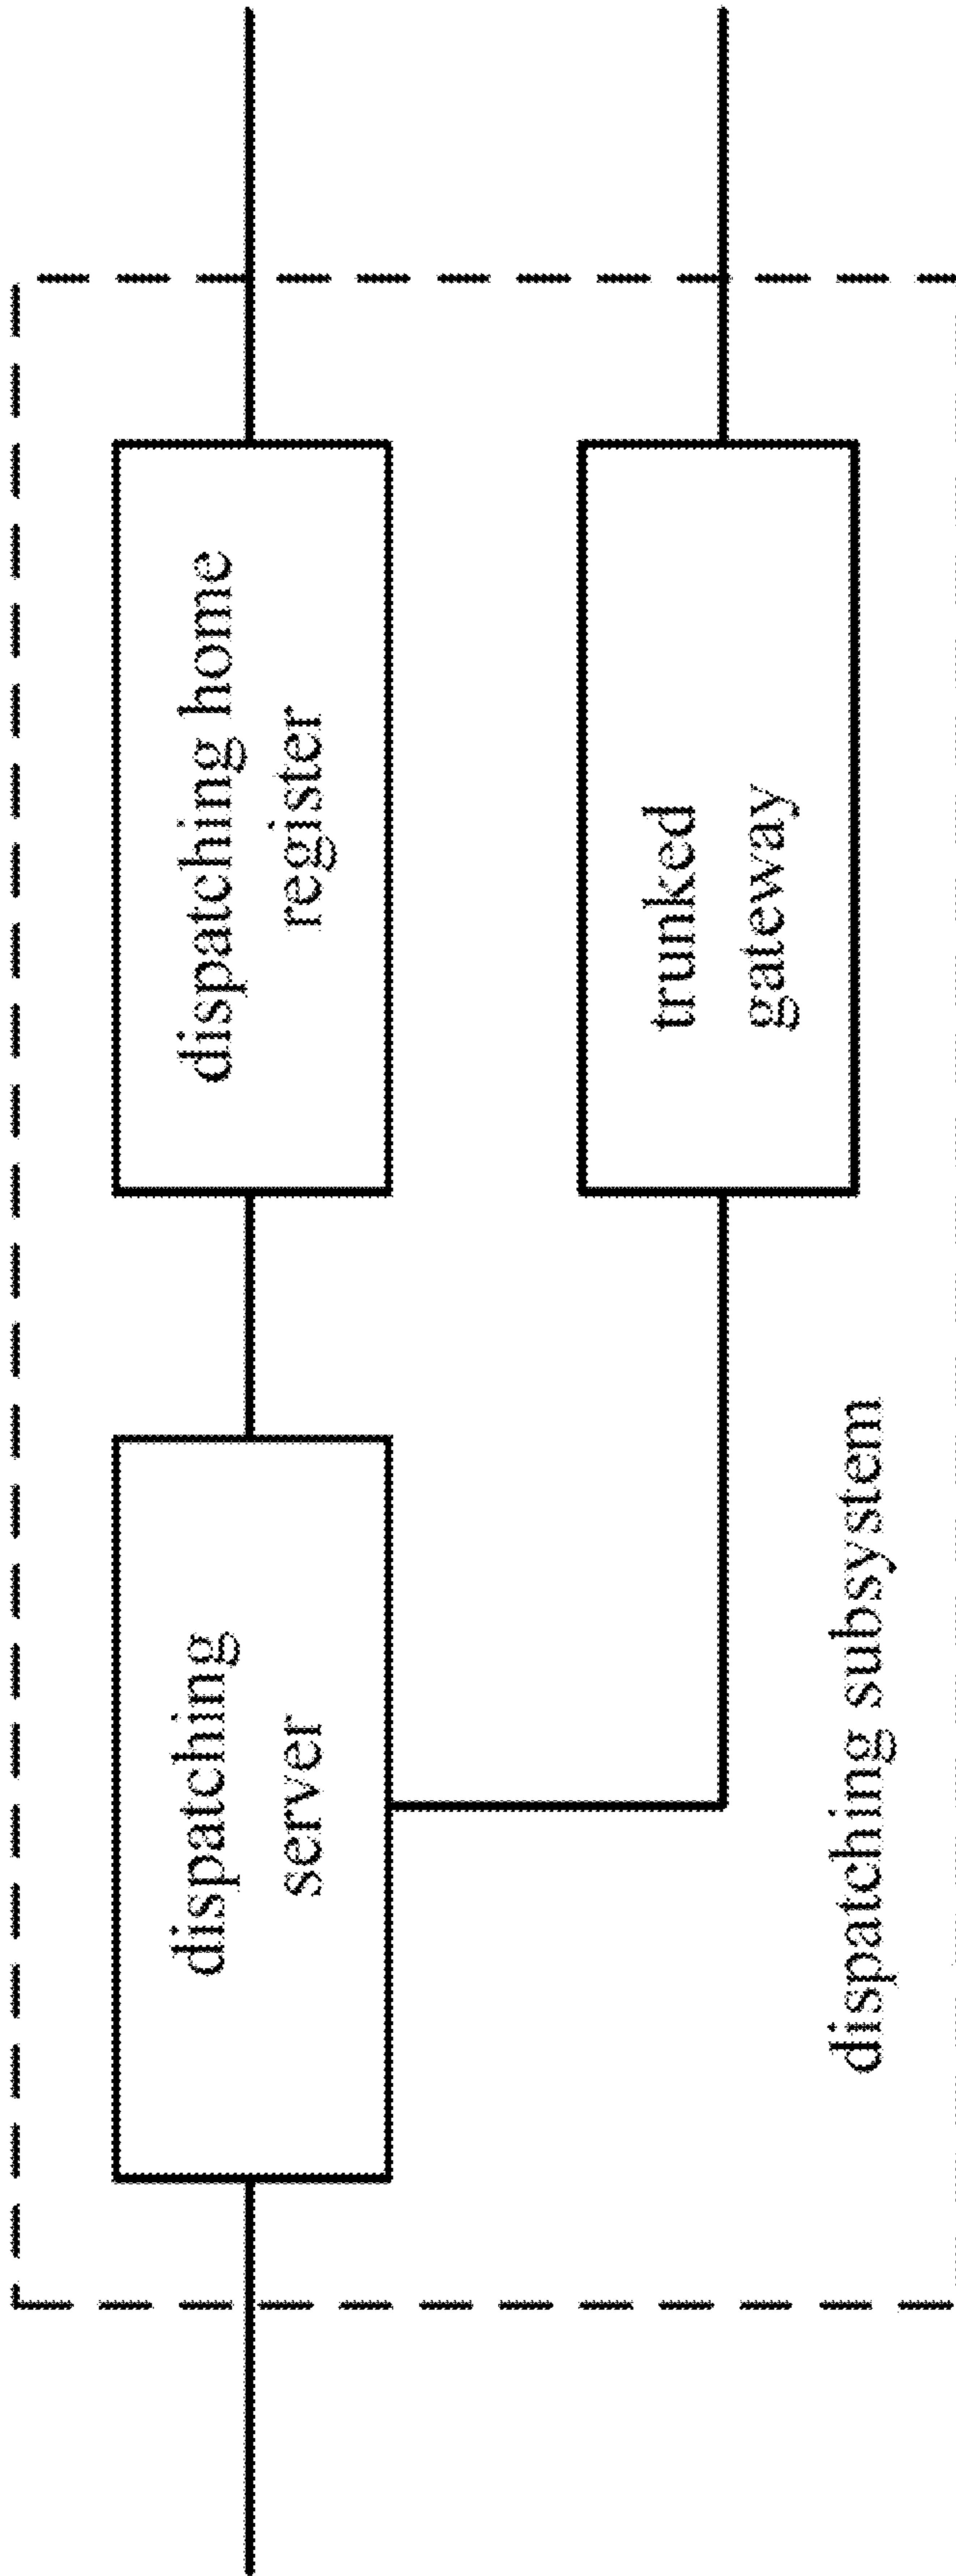 dispatching
server
dispatching home
register
trunked
gateway
dispatching subsystem